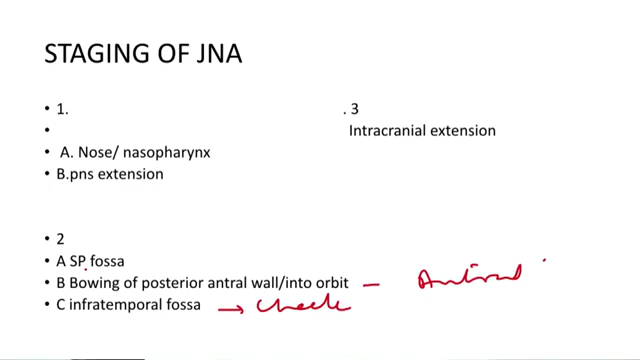 STAGING OF JNA
• 1.
•
• A. Nose/ nasopharynx
• B.pns extension
. 3
Intracranial extension
• 2
• A SP fossa
• B Bowing of posterior antral wall/into orbit – Antral
• C infratemporal fossa → cheek